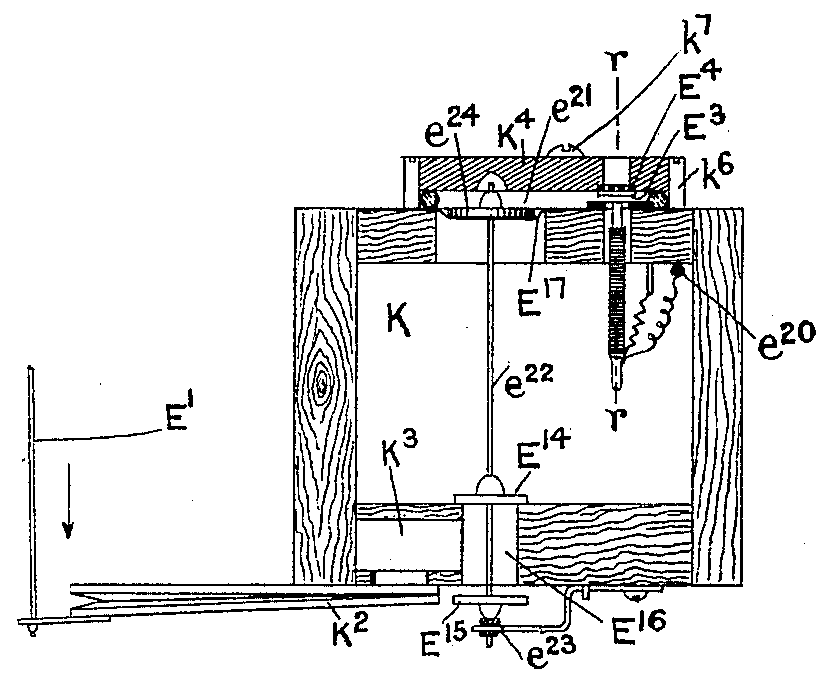 k⁷
r
E⁴
e²¹
E³
e²⁴
K⁴
k⁶
E¹⁷
K
e²⁰
e²²
r
E¹
E¹⁴
K³
K²
E¹⁵
E¹⁶
e²³